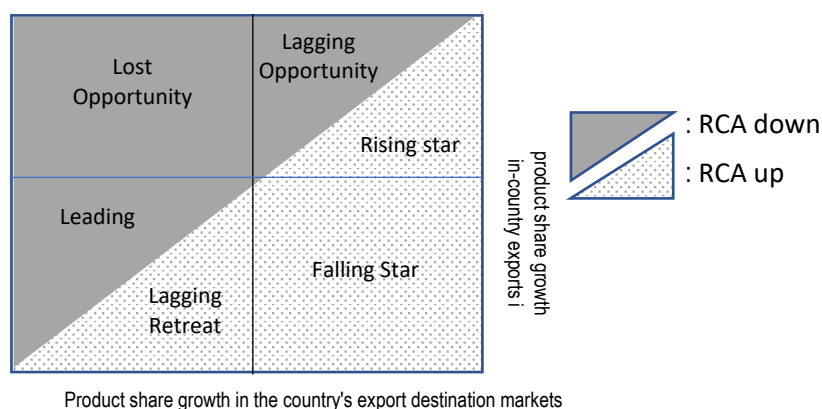 Lost
Opportunity
Lagging
Opportunity
Rising star
Leading
Falling Star
Lagging
Retreat
product share growth
in-country exports i
: RCA down
: RCA up
Product share growth in the country's export destination markets